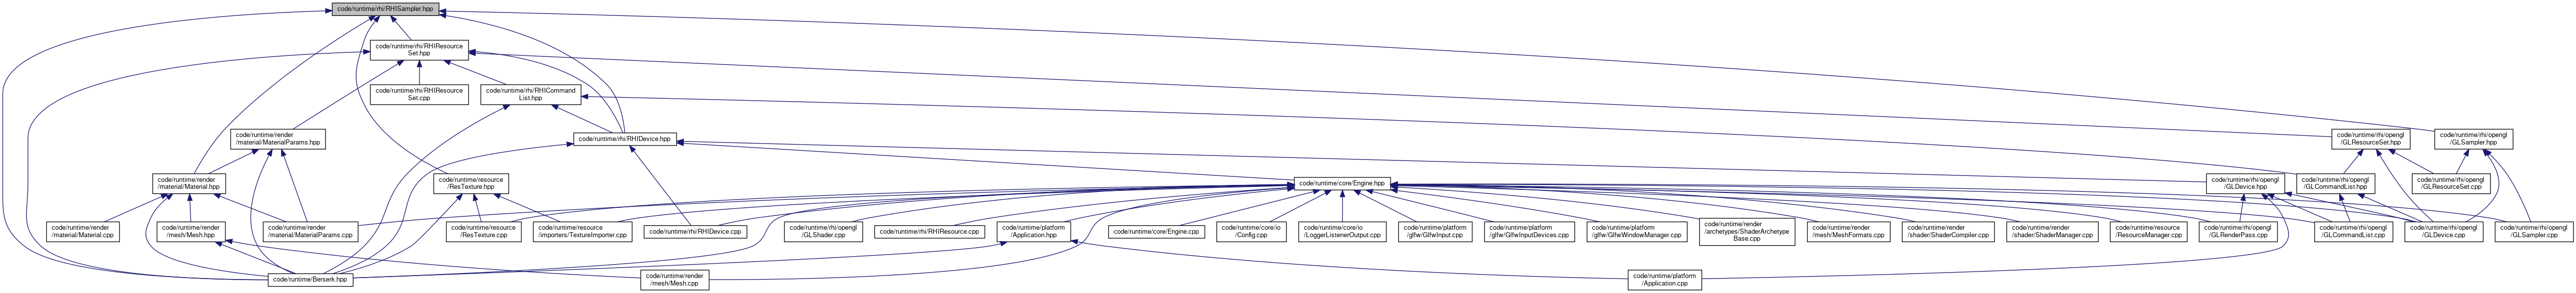 code/runtime/rhi/RHISampler.hpp
code/runtime/rhi/RHIResource
Set.hpp
code/runtime/rhi/RHIResource
Set.cpp
code/runtime/rhi/RHICommand
List.hpp
code/runtime/render
/material/MaterialParams.hpp
code/runtime/rhi/RHIDevice.hpp
code/runtime/rhi/opengl
/GLResourceSet.hpp
code/runtime/rhi/opengl
/GLSampler.hpp
code/runtime/render
/material/Material.hpp
code/runtime/resource
/ResTexture.hpp
code/runtime/core/Engine.hpp
code/runtime/rhi/opengl
/GLDevice.hpp
code/runtime/rhi/opengl
/GLCommandList.hpp
code/runtime/rhi/opengl
/GLResourceSet.cpp
code/runtime/render
/material/Material.cpp
code/runtime/render
/mesh/Mesh.hpp
code/runtime/render
/material/MaterialParams.cpp
code/runtime/resource
/ResTexture.cpp
code/runtime/resource
/importers/TextureImporter.cpp
code/runtime/rhi/RHIDevice.cpp
code/runtime/rhi/opengl
/GLShader.cpp
code/runtime/rhi/RHIResource.cpp
code/runtime/platform
/Application.hpp
code/runtime/core/Engine.cpp
code/runtime/core/io
/Config.cpp
code/runtime/core/io
/LoggerListenerOutput.cpp
code/runtime/platform
/glfw/GlfwInput.cpp
code/runtime/platform
/glfw/GlfwInputDevices.cpp
code/runtime/platform
/glfw/GlfwWindowManager.cpp
code/runtime/render
/archetypes/ShaderArchetype
Base.cpp
code/runtime/render
/mesh/MeshFormats.cpp
code/runtime/render
/shader/ShaderCompiler.cpp
code/runtime/render
/shader/ShaderManager.cpp
code/runtime/resource
/ResourceManager.cpp
code/runtime/rhi/opengl
/GLRenderPass.cpp
code/runtime/rhi/opengl
/GLCommandList.cpp
code/runtime/rhi/opengl
/GLDevice.cpp
code/runtime/rhi/opengl
/GLSampler.cpp
code/runtime/Berserk.hpp
code/runtime/render
/mesh/Mesh.cpp
code/runtime/platform
/Application.cpp